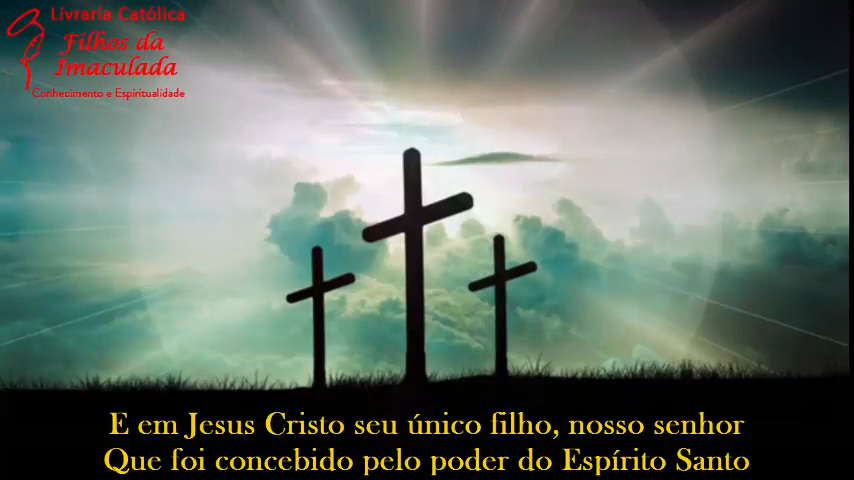 Livraria Católica
Filhos da
Imaculada
Conhecimento e Espiritualidade
E em Jesus Cristo seu único filho, nosso senhor
Que foi concebido pelo poder do Espírito Santo